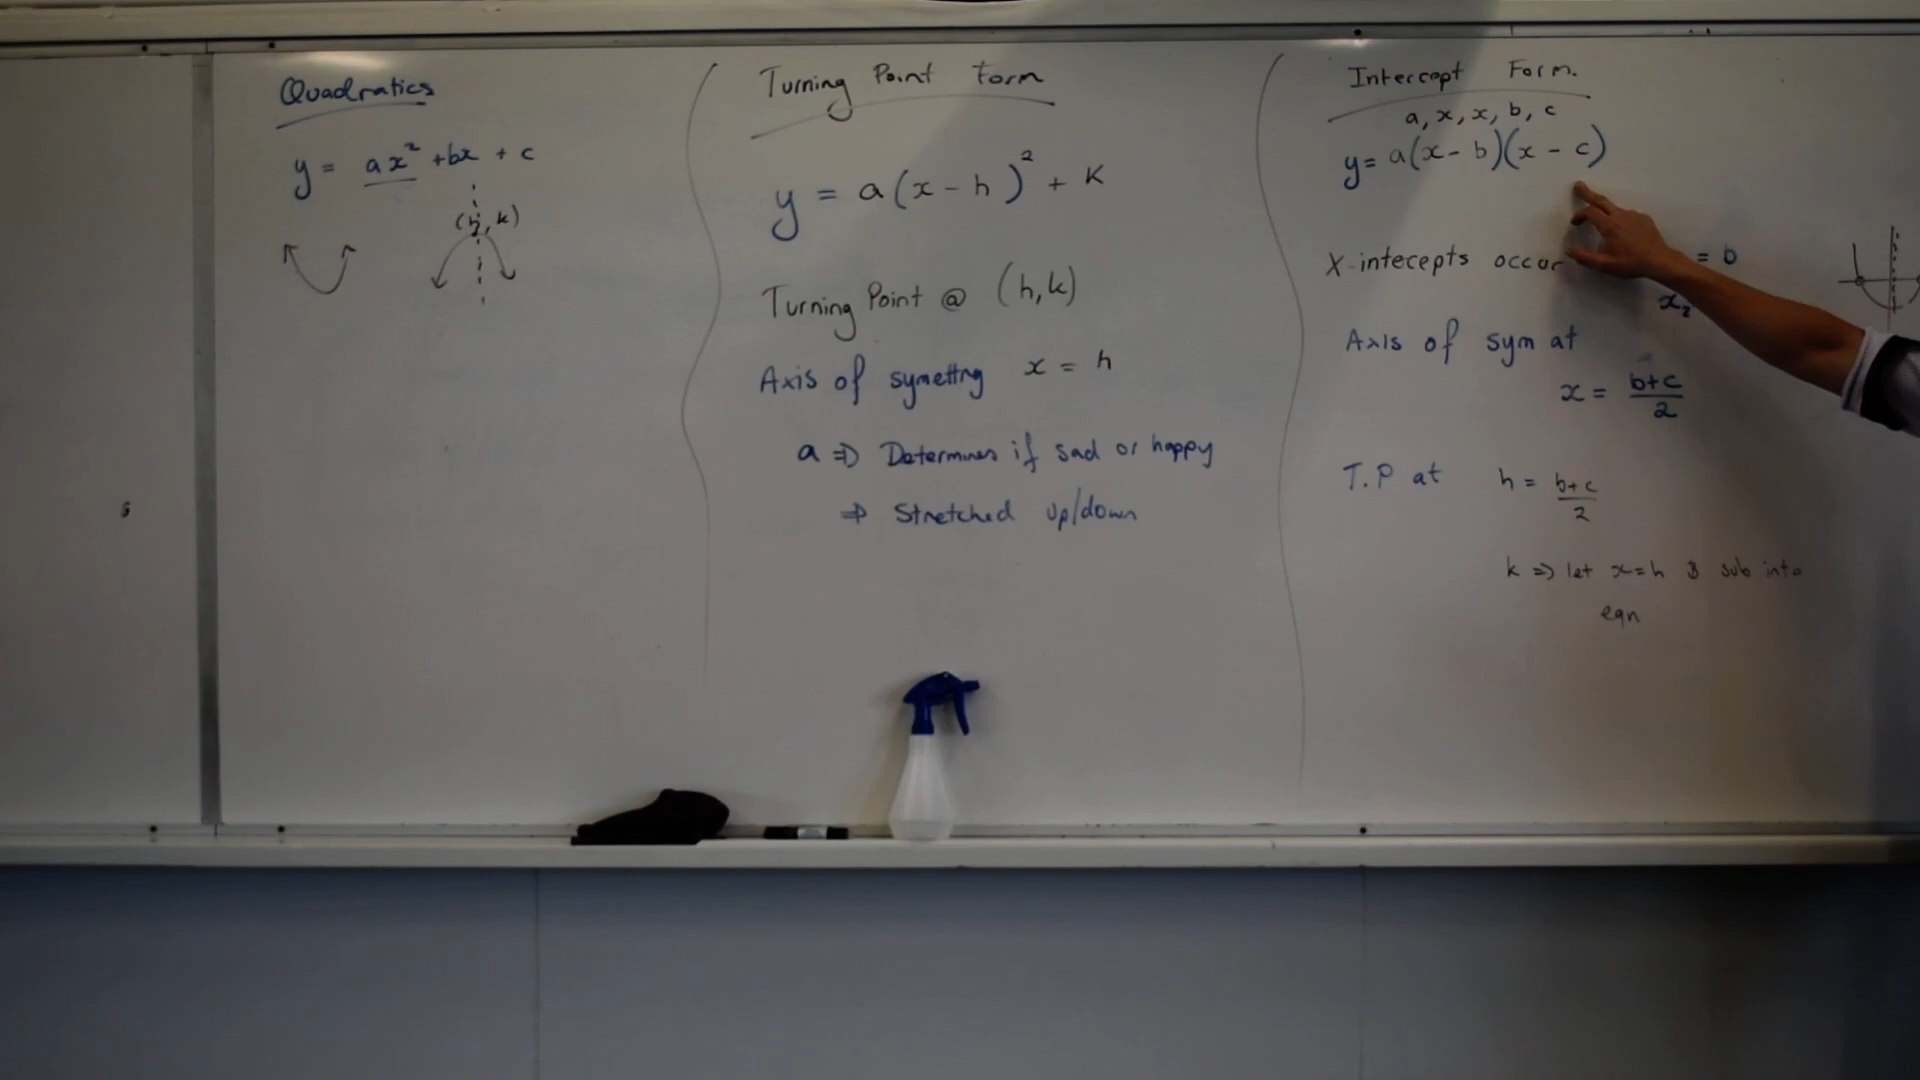 Quadratics
y = ax² + bx + c
(h, k)
Turning Point Form
y = a(x - h)² + k
Turning Point @ (h, k)
Axis of symettry x = h
a ⇒ Determines if sad or happy
⇒ Stretched up/down
Intercept Form.
a, x, x, b, c
y = a(x - b)(x - c)
X-intecepts occur = b
x₂
Axis of sym at
x = b+c/2
T.P at h = b+c/2
k ⇒ let x=h & sub into
eqn